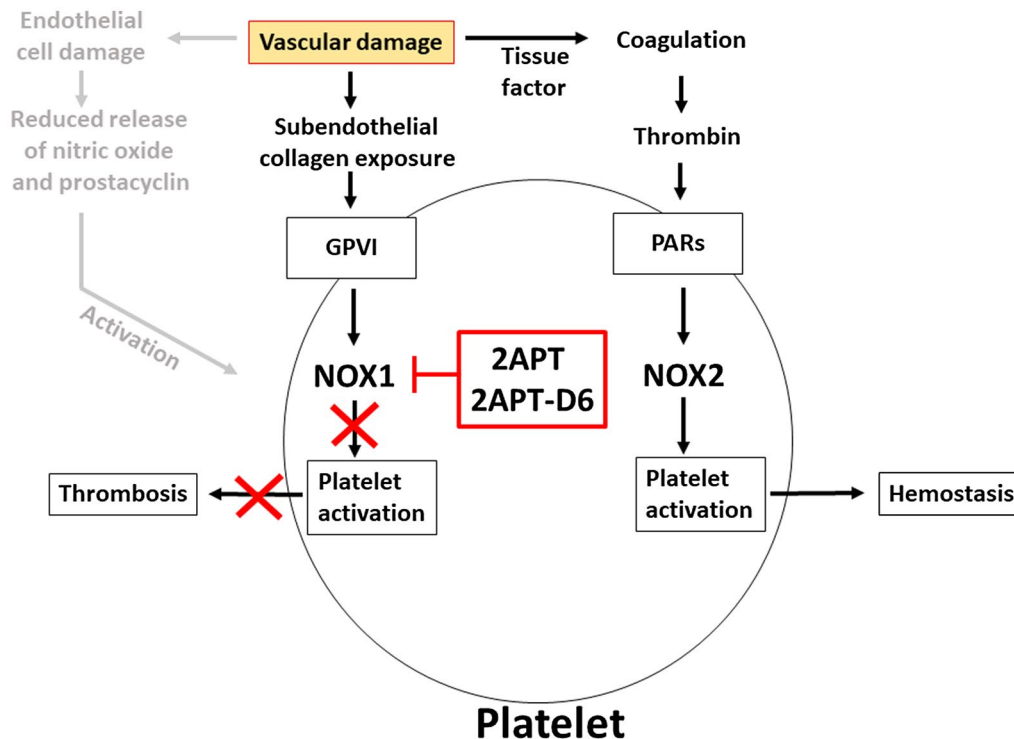 Endothelial
cell damage
Vascular damage
Tissue
factor
Coagulation
Reduced release
of nitric oxide
and prostacyclin
Subendothelial
collagen exposure
Thrombin
GPVI
PARs
Activation
NOX1
2APT
2APT-D6
NOX2
Thrombosis
Platelet
activation
Platelet
activation
Hemostasis
Platelet